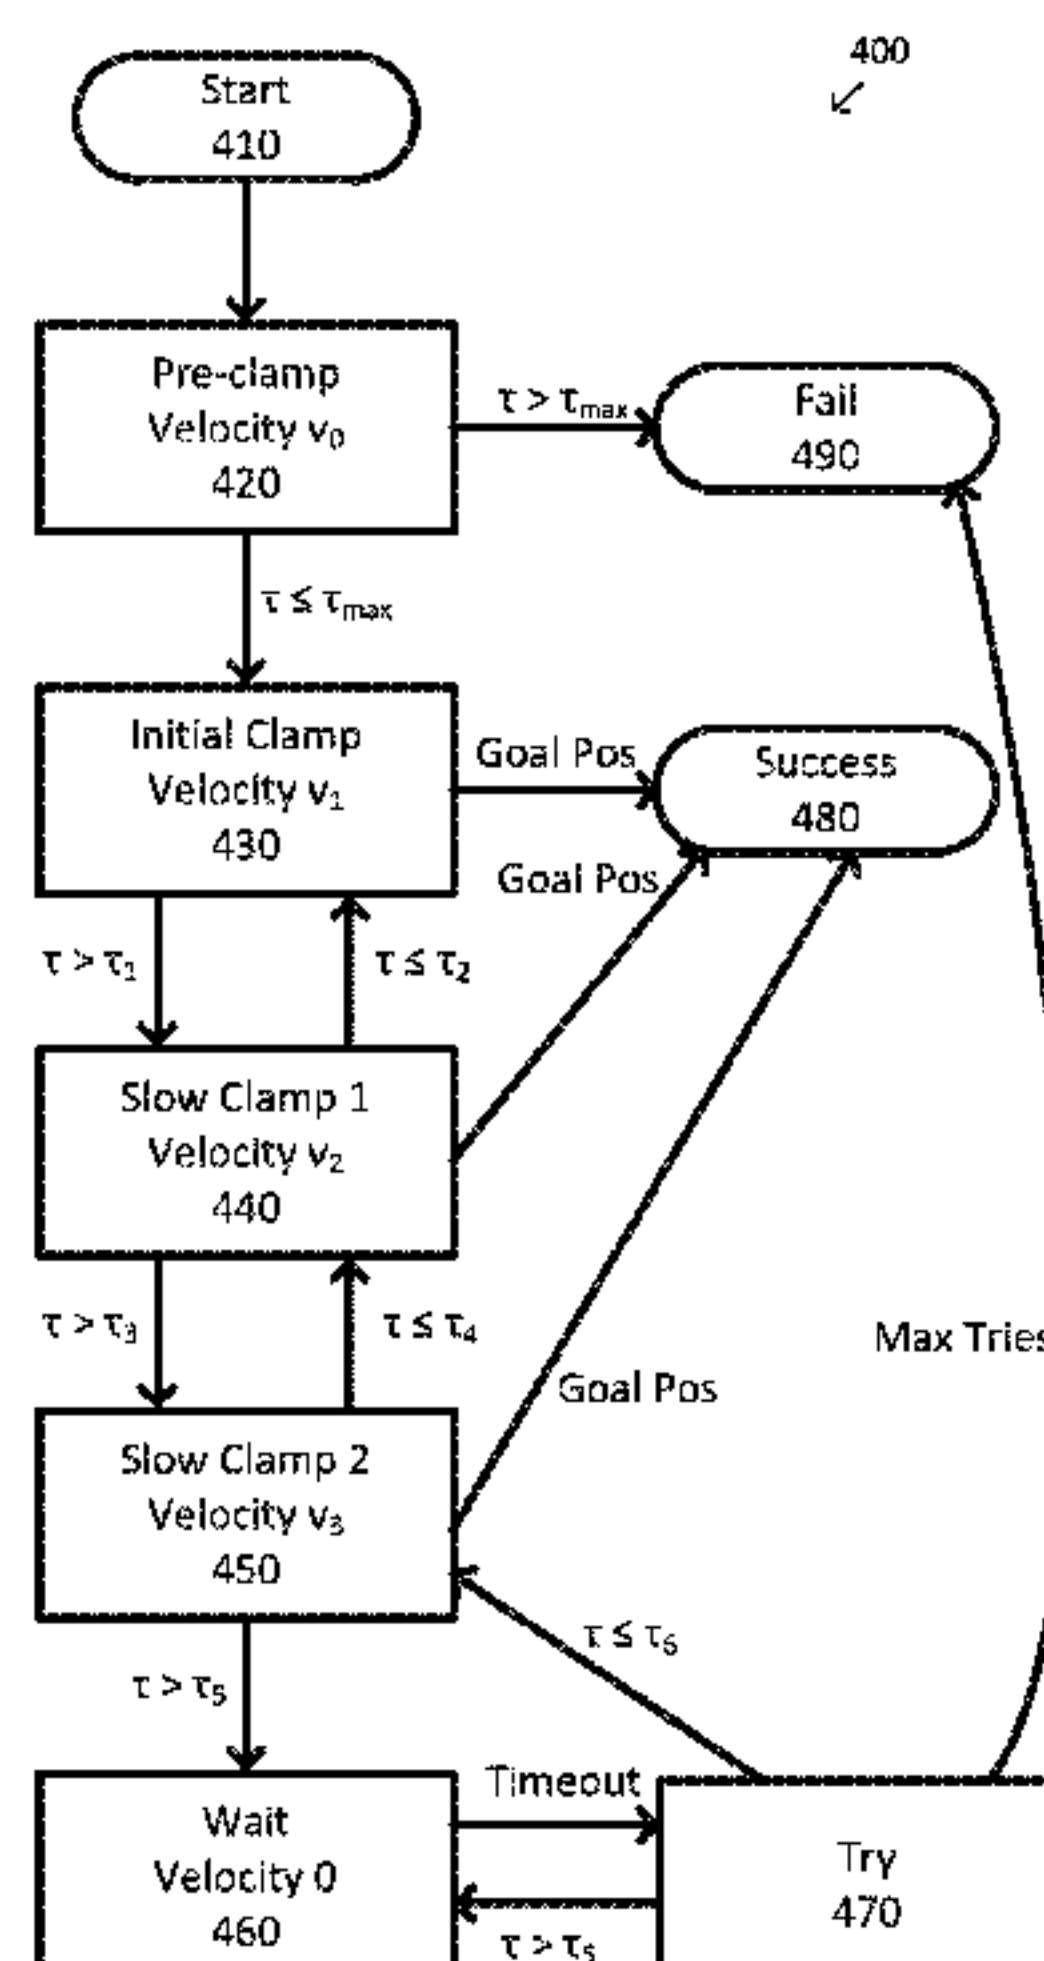 400
Start
410
Pre-clamp
Velocity v₀
420
τ > τmax
Fail
490
τ ≤ τmax
Initial Clamp
Velocity v₁
430
Goal Pos
Success
480
Goal Pos
τ > τ₁
τ ≤ τ₂
Slow Clamp 1
Velocity v₂
440
τ > τ₃
τ ≤ τ₄
Max Tries
Goal Pos
Slow Clamp 2
Velocity v₃
450
τ ≤ τ₆
τ > τ₅
Timeout
Wait
Velocity 0
460
Try
470
τ > τ₅